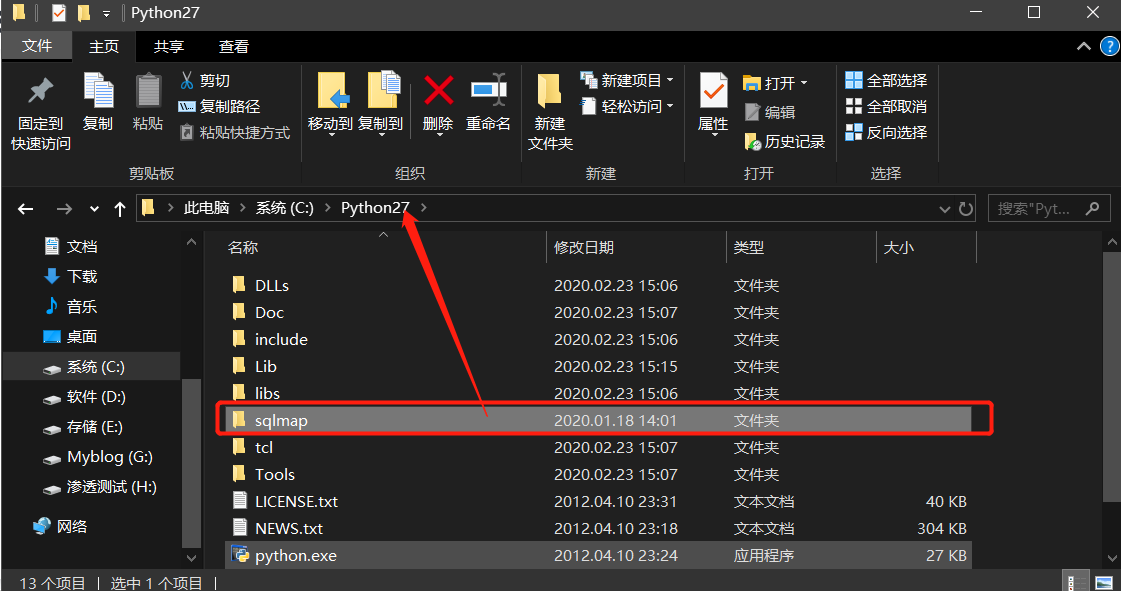 Python27
文件 主页 共享 查看
固定到快速访问 复制 粘贴 剪切 复制路径 粘贴快捷方式 移动到 复制到 删除 重命名 新建文件夹 新建项目 轻松访问 属性 打开 编辑 历史记录 全部选择 全部取消 反向选择
剪贴板 组织 新建 打开 选择
此电脑 系统 (C:) Python27 搜索"Pyt...
名称 修改日期 类型 大小
文档
下载
音乐
桌面
系统 (C:)
软件 (D:)
存储 (E:)
Myblog (G:)
渗透测试 (H:)
网络
DLLs 2020.02.23 15:06 文件夹
Doc 2020.02.23 15:07 文件夹
include 2020.02.23 15:06 文件夹
Lib 2020.02.23 15:15 文件夹
libs 2020.02.23 15:06 文件夹
sqlmap 2020.01.18 14:01 文件夹
tcl 2020.02.23 15:07 文件夹
Tools 2020.02.23 15:07 文件夹
LICENSE.txt 2012.04.10 23:31 文本文档 40 KB
NEWS.txt 2012.04.10 23:18 文本文档 304 KB
python.exe 2012.04.10 23:24 应用程序 27 KB
13 个项目 选中 1 个项目